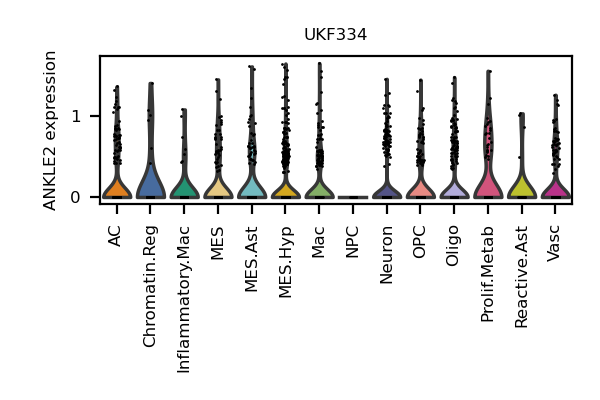 UKF334
ANKLE2 expression
1
0
AC
Chromatin.Reg
Inflammatory.Mac
MES
MES.Ast
MES.Hyp
Mac
NPC
Neuron
OPC
Oligo
Prolif.Metab
Reactive.Ast
Vasc